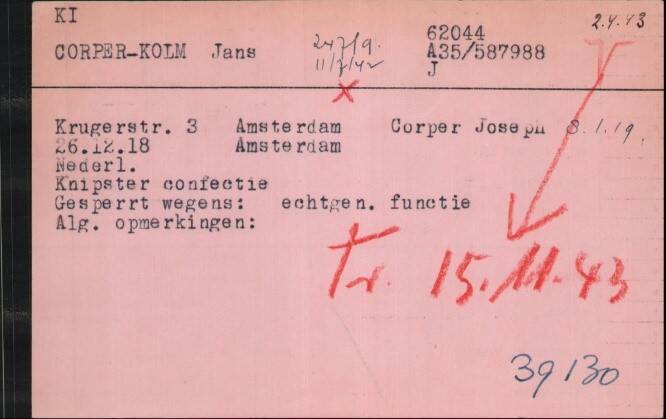 KI
2.4.43
CORPER-KOLM Jans
247/9.
11/7/42
62044
A35/587988
J
Krugerstr. 3 Amsterdam Corper Joseph 8.1.19.
26.12.18 Amsterdam
Nederl.
Knipster confectie
Gesperrt wegens: echtgen. functie
Alg. opmerkingen:
Tr. 15.11.43
39130